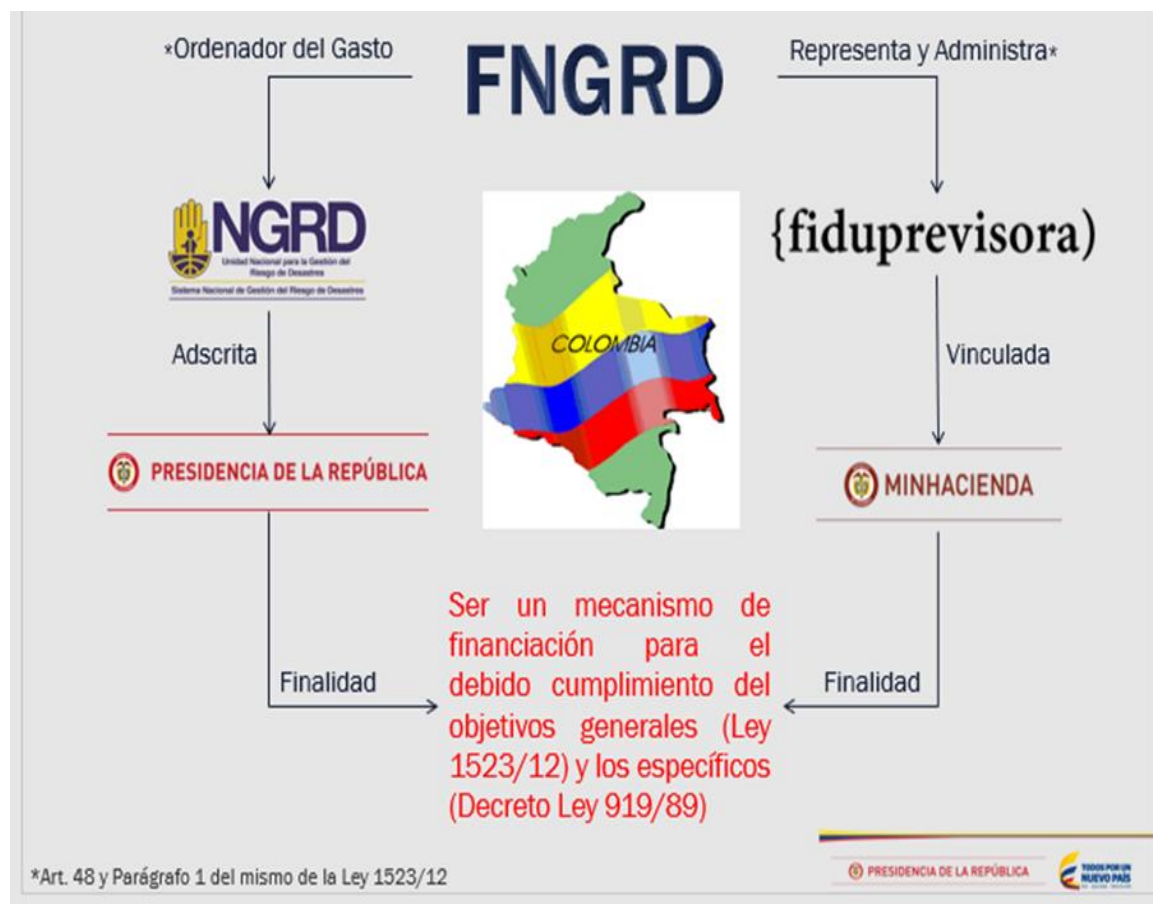 *Ordenador del Gasto
FNGRD
Representa y Administra*
NGRD
Unidad Nacional para la Gestión del
Riesgo de Desastres
Sistema Nacional de Gestión del Riesgo de Desastres
{fiduprevisora)
COLOMBIA
Adscrita
Vinculada
PRESIDENCIA DE LA REPÚBLICA
MINHACIENDA
Ser un mecanismo de
financiación para el
debido cumplimiento del
objetivos generales (Ley
1523/12) y los específicos
(Decreto Ley 919/89)
Finalidad
Finalidad
*Art. 48 y Parágrafo 1 del mismo de la Ley 1523/12
PRESIDENCIA DE LA REPÚBLICA
TODOS POR UN
NUEVO PAÍS